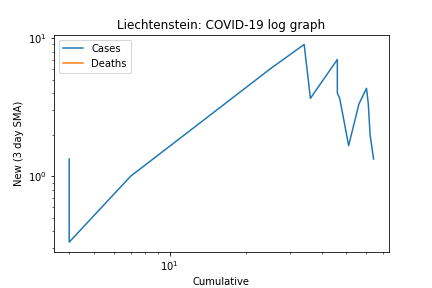 Liechtenstein: COVID-19 log graph
Cases
Deaths
New (3 day SMA)
10¹
10⁰
10¹
Cumulative